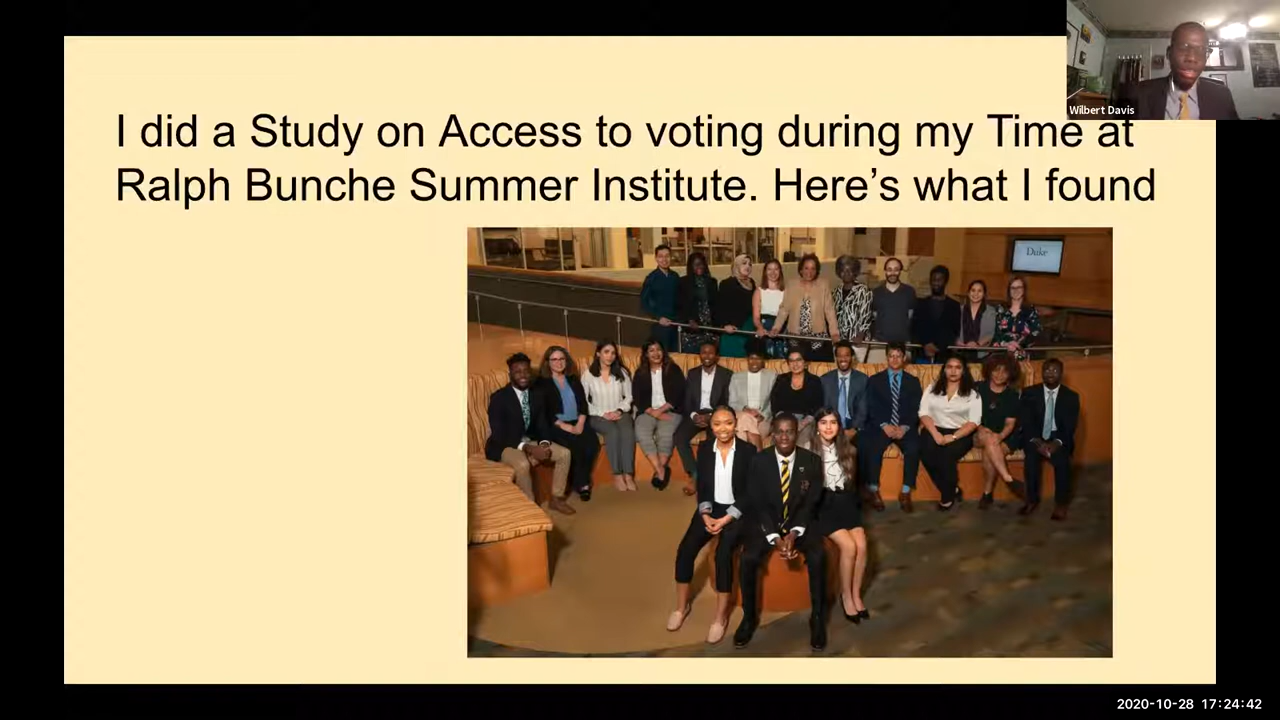 Wilbert Davis
I did a Study on Access to voting during my Time at
Ralph Bunche Summer Institute. Here’s what I found
Duke
2020-10-28 17:24:42